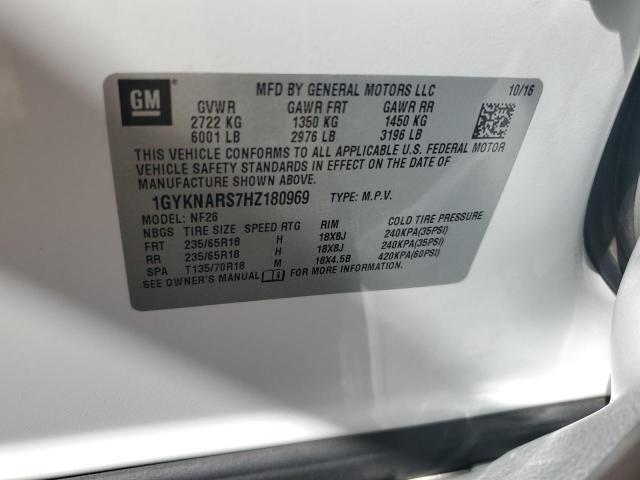 GM
MFD BY GENERAL MOTORS LLC 10/16
GVWR GAWR FRT GAWR RR
2722 KG 1350 KG 1450 KG
6001 LB 2976 LB 3196 LB
THIS VEHICLE CONFORMS TO ALL APPLICABLE U.S. FEDERAL MOTOR
VEHICLE SAFETY STANDARDS IN EFFECT ON THE DATE OF
MANUFACTURE SHOWN ABOVE.
1GYKNARS7HZ180969 TYPE: M.P.V.
MODEL: NF26
NBGS TIRE SIZE SPEED RTG RIM COLD TIRE PRESSURE
FRT 235/65R18 H 18X8J 240KPA(35PSI)
RR 235/65R18 H 18X8J 240KPA(35PSI)
SPA T135/70R18 M 18X4.5B 420KPA(60PSI)
SEE OWNER'S MANUAL FOR MORE INFORMATION.